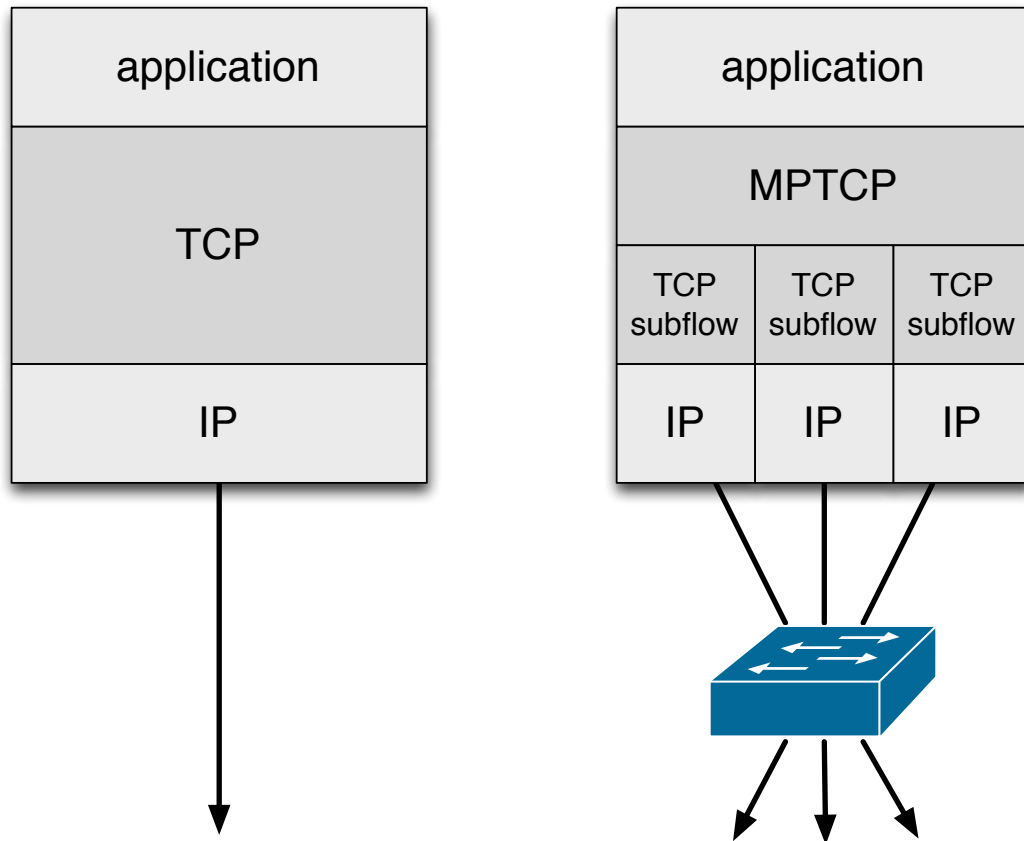 application
TCP
IP
application
MPTCP
TCP
subflow
TCP
subflow
TCP
subflow
IP
IP
IP